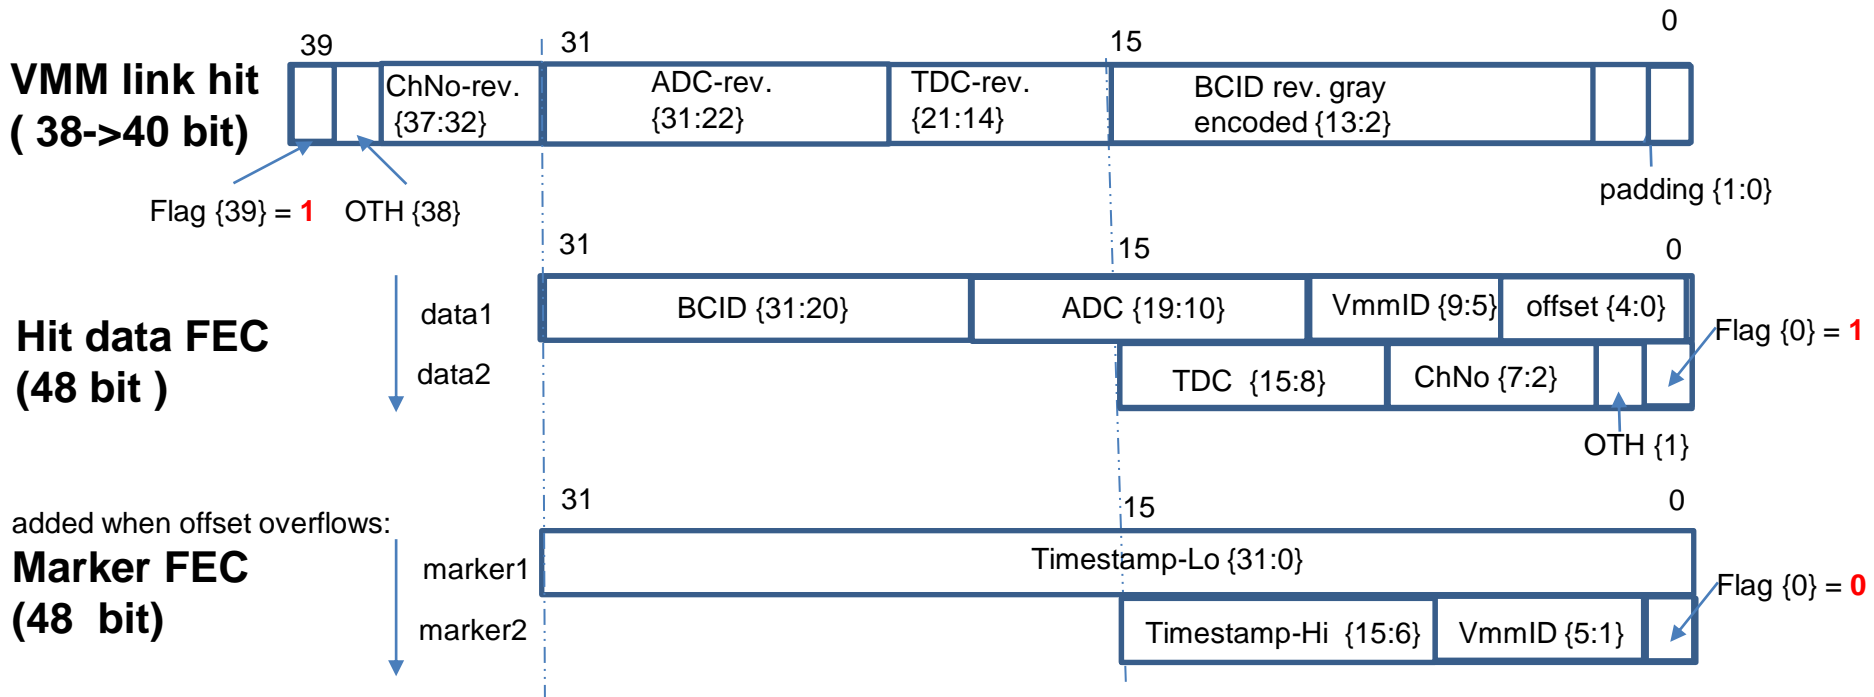 39
31
15
0
VMM link hit
( 38->40 bit)
ChNo-rev.
{37:32}
ADC-rev.
{31:22}
TDC-rev.
{21:14}
BCID rev. gray
encoded {13:2}
Flag {39} = 1
OTH {38}
padding {1:0}
31
15
0
Hit data FEC
(48 bit )
data1
BCID {31:20}
ADC {19:10}
VmmID {9:5}
offset {4:0}
Flag {0} = 1
data2
TDC {15:8}
ChNo {7:2}
OTH {1}
31
15
0
added when offset overflows:
Marker FEC
(48 bit)
marker1
Timestamp-Lo {31:0}
Flag {0} = 0
marker2
Timestamp-Hi {15:6}
VmmID {5:1}